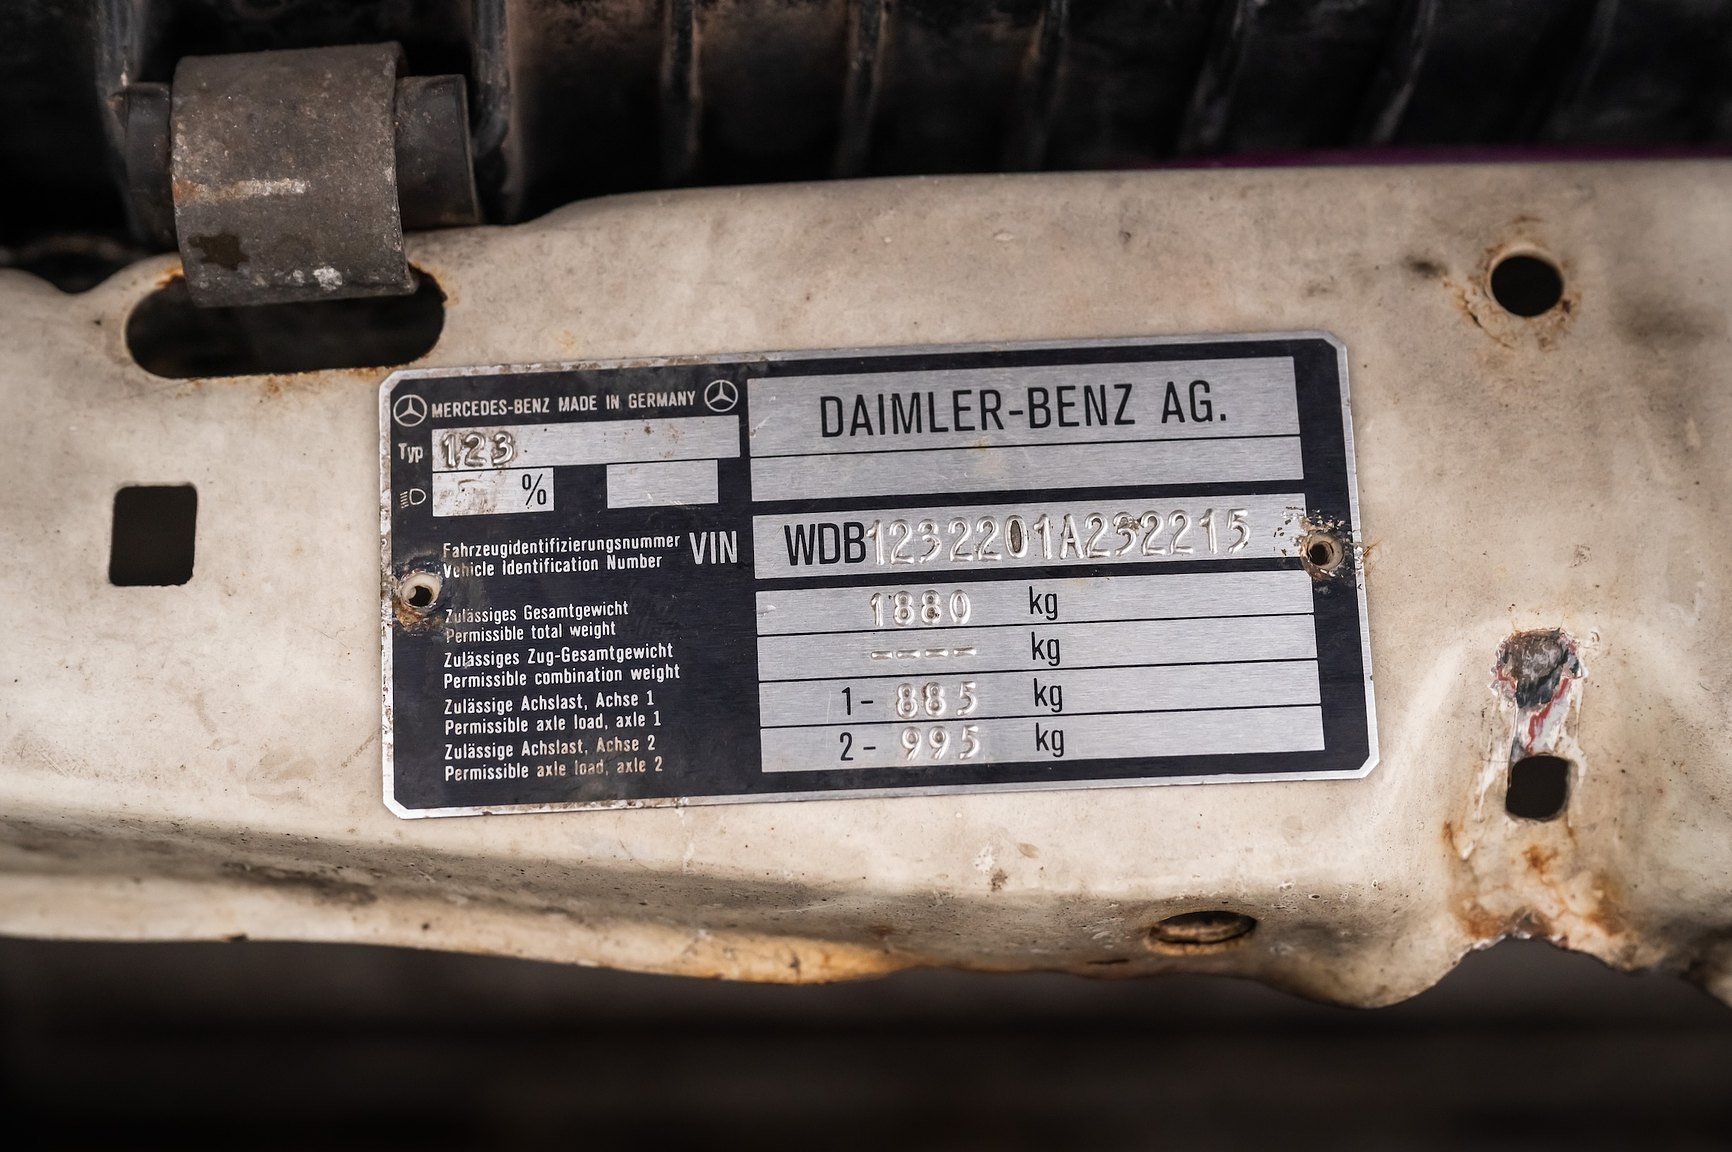 MERCEDES-BENZ MADE IN GERMANY
DAIMLER-BENZ AG.
Typ 123
%
Fahrzeugidentifizierungsnummer
Vehicle Identification Number
VIN WDB1232201A232215
Zulässiges Gesamtgewicht
Permissible total weight
1880 kg
Zulässiges Zug-Gesamtgewicht
Permissible combination weight
---- kg
Zulässige Achslast, Achse 1
Permissible axle load, axle 1
1- 885 kg
Zulässige Achslast, Achse 2
Permissible axle load, axle 2
2- 995 kg